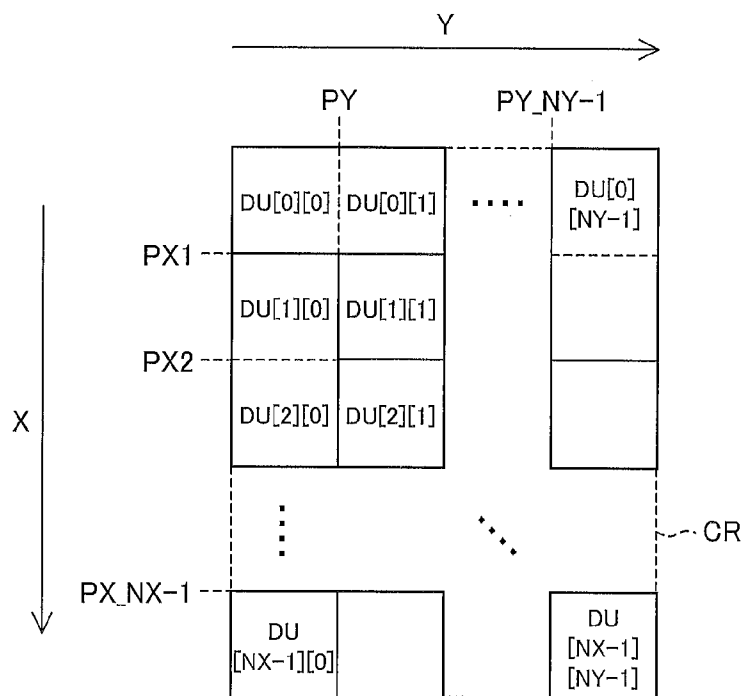 Y
PY PY_NY-1
DU[0][0] DU[0][1] ···· DU[0]
[NY-1]
PX1
DU[1][0] DU[1][1]
PX2
X
DU[2][0] DU[2][1]
CR
PX_NX-1
DU
[NX-1][0]
DU
[NX-1]
[NY-1]